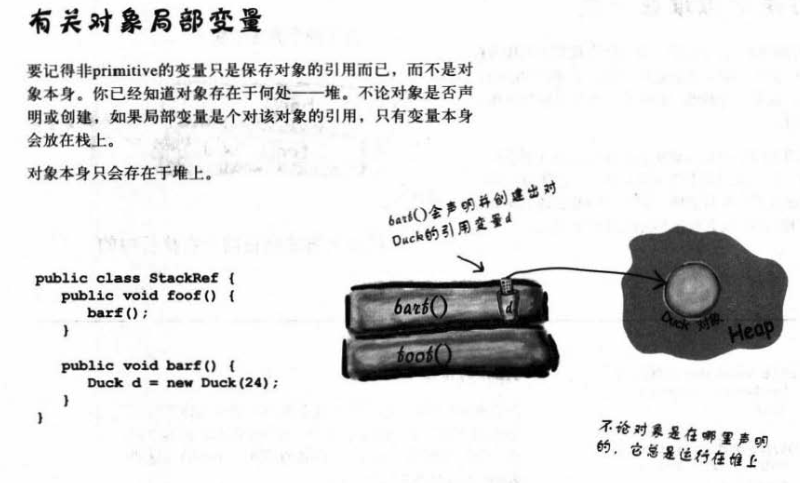 有关对象局部变量
要记得非primitive的变量只是保存对象的引用而已，而不是对
象本身。你已经知道对象存在于何处——堆。不论对象是否声
明或创建，如果局部变量是个对该对象的引用，只有变量本身
会放在栈上。
对象本身只会存在于堆上。
barf()会声明并创建出对
Duck的引用变量d
public class StackRef {
public void foof() {
barf();
}
public void barf() {
Duck d = new Duck(24);
}
}
barf()
d
foof()
Duck 对象
Heap
不论对象是在哪里声明
的，它总是运行在堆上